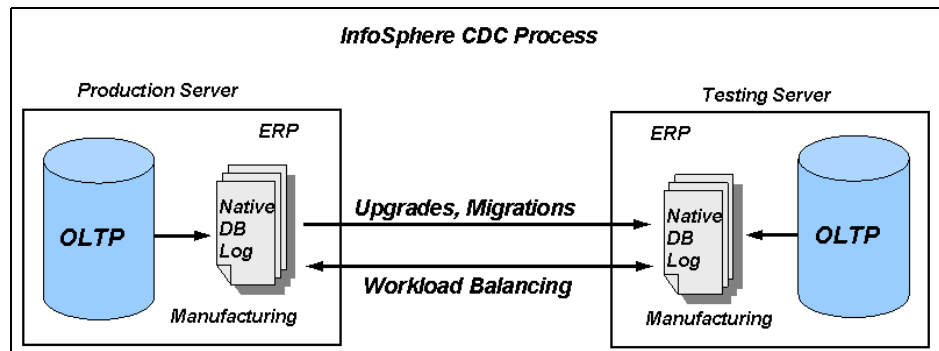 InfoSphere CDC Process
Production Server
Testing Server
ERP
OLTP
Native
DB
Log
Manufacturing
Upgrades, Migrations
Workload Balancing
ERP
Native
DB
Log
OLTP
Manufacturing